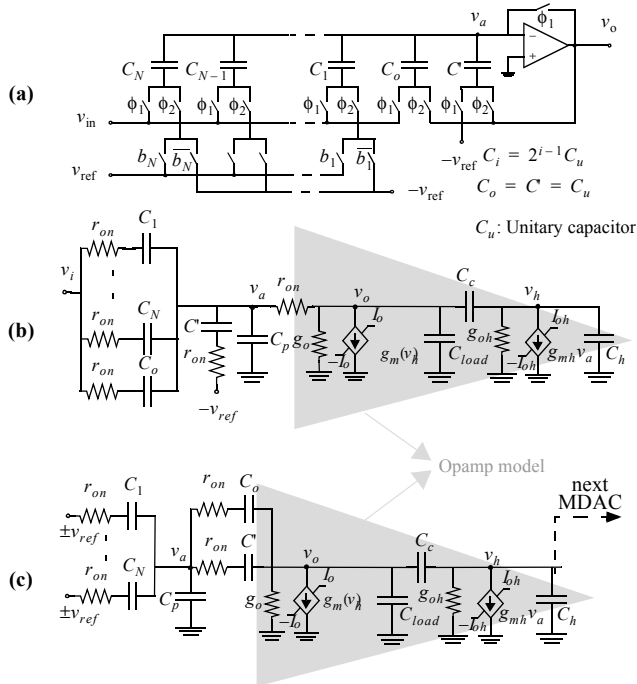 v_a
ϕ_1
v_o
− +
(a)
C_N C_{N−1} C_1 C_o C'
ϕ_1 ϕ_2 ϕ_1 ϕ_2 ϕ_1 ϕ_2 ϕ_1 ϕ_2 ϕ_1 ϕ_2
v_in
b_N \overline{b_N} b_1 \overline{b_1}
−v_ref C_i = 2^{i−1} C_u
v_ref
−v_ref C_o = C' = C_u
C_u: Unitary capacitor
r_on C_1
v_i
r_on C_N
r_on C_o
(b)
v_a r_on
C' r_on C_p
−v_ref
v_o C_c v_h
g_o −I_o I_o g_m(v_h) C_load g_oh −I_oh I_oh g_mh v_a C_h
Opamp model
next
MDAC
r_on C_1
±v_ref
r_on C_N
±v_ref
(c)
v_a C_p
r_on C_o
r_on C'
v_o C_c v_h
g_o −I_o I_o g_m(v_h) C_load g_oh −I_oh I_oh g_mh v_a C_h